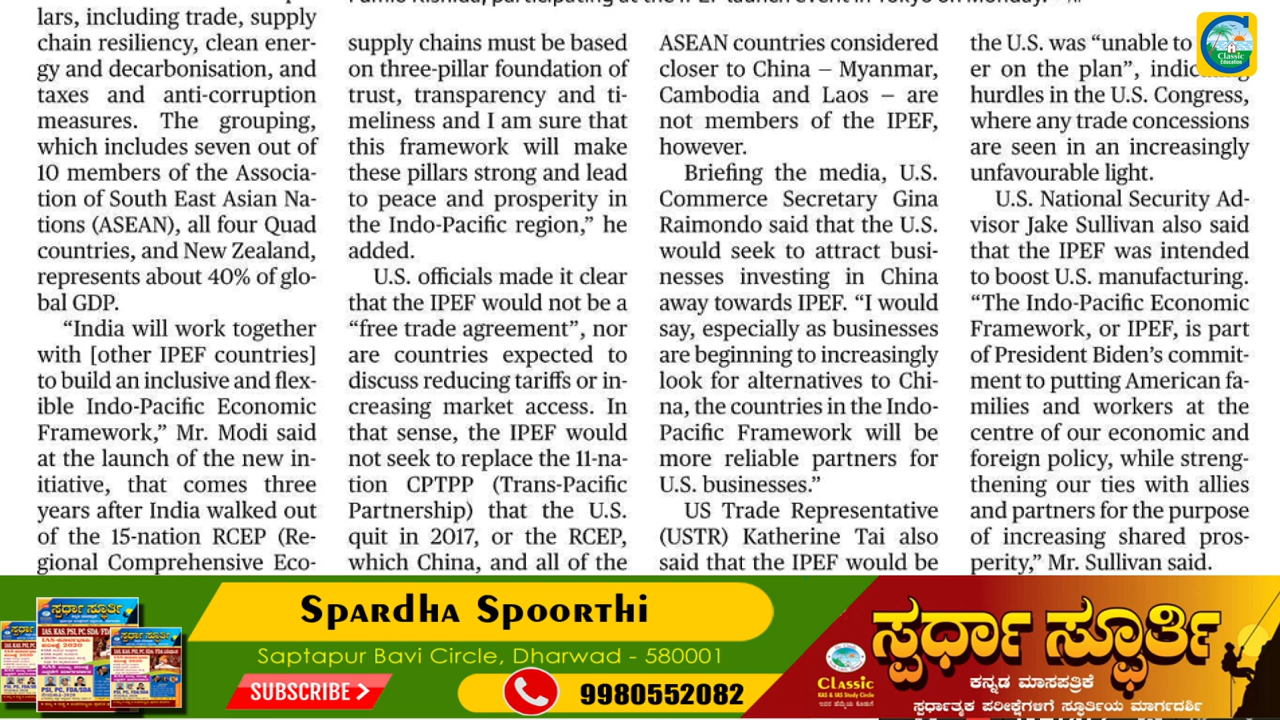 lars, including trade, supply
chain resiliency, clean ener-
gy and decarbonisation, and
taxes and anti-corruption
measures. The grouping,
which includes seven out of
10 members of the Associa-
tion of South East Asian Na-
tions (ASEAN), all four Quad
countries, and New Zealand,
represents about 40% of glo-
bal GDP.
“India will work together
with [other IPEF countries]
to build an inclusive and flex-
ible Indo-Pacific Economic
Framework,” Mr. Modi said
at the launch of the new in-
itiative, that comes three
years after India walked out
of the 15-nation RCEP (Re-
gional Comprehensive Eco-
supply chains must be based
on three-pillar foundation of
trust, transparency and ti-
meliness and I am sure that
this framework will make
these pillars strong and lead
to peace and prosperity in
the Indo-Pacific region,” he
added.
U.S. officials made it clear
that the IPEF would not be a
“free trade agreement”, nor
are countries expected to
discuss reducing tariffs or in-
creasing market access. In
that sense, the IPEF would
not seek to replace the 11-na-
tion CPTPP (Trans-Pacific
Partnership) that the U.S.
quit in 2017, or the RCEP,
which China, and all of the
ASEAN countries considered
closer to China – Myanmar,
Cambodia and Laos – are
not members of the IPEF,
however.
Briefing the media, U.S.
Commerce Secretary Gina
Raimondo said that the U.S.
would seek to attract busi-
nesses investing in China
away towards IPEF. “I would
say, especially as businesses
are beginning to increasingly
look for alternatives to Chi-
na, the countries in the Indo-
Pacific Framework will be
more reliable partners for
U.S. businesses.”
US Trade Representative
(USTR) Katherine Tai also
said that the IPEF would be
the U.S. was “unable to
er on the plan”, indicating
hurdles in the U.S. Congress,
where any trade concessions
are seen in an increasingly
unfavourable light.
U.S. National Security Ad-
visor Jake Sullivan also said
that the IPEF was intended
to boost U.S. manufacturing.
“The Indo-Pacific Economic
Framework, or IPEF, is part
of President Biden’s commit-
ment to putting American fa-
milies and workers at the
centre of our economic and
foreign policy, while streng-
thening our ties with allies
and partners for the purpose
of increasing shared pros-
perity,” Mr. Sullivan said.
Classic
Education
Spardha Spoorthi
Saptapur Bavi Circle, Dharwad - 580001
SUBSCRIBE
9980552082
Classic
KAS & IAS Study Circle
ಸ್ಪರ್ಧಾ ಸ್ಫೂರ್ತಿ
ಕನ್ನಡ ಮಾಸಪತ್ರಿಕೆ
ಸ್ಪರ್ಧಾತ್ಮಕ ಪರೀಕ್ಷೆಗಳಿಗೆ ಸ್ಫೂರ್ತಿಯ ಮಾರ್ಗದರ್ಶಿ